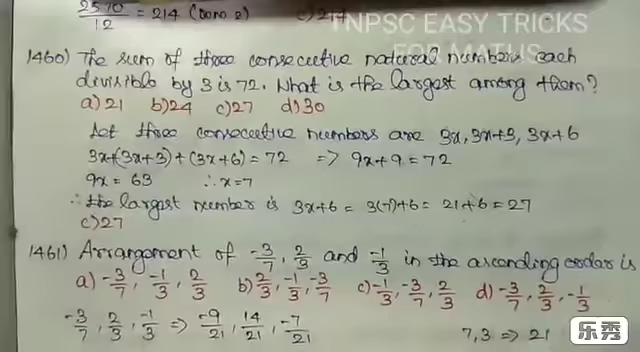 2570/12 = 214 (Dono 2) c) 214
TNPSC EASY TRICKS
FOR MATHS
1460) The sum of three consecutive natural numbers each
divisible by 3 is 72. What is the largest among them?
a) 21 b) 24 c) 27 d) 30
Let three consecutive numbers are 3x, 3x+3, 3x+6
3x+(3x+3)+(3x+6) = 72 => 9x+9 = 72
9x = 63 ∴ x = 7
∴ the largest number is 3x+6 = 3(7)+6 = 21+6 = 27
c) 27
1461) Arrangement of -3/7, 2/3 and -1/3 in the ascending order is
a) -3/7, -1/3, 2/3 b) 2/3, -1/3, -3/7 c) -1/3, -3/7, 2/3 d) -3/7, 2/3, -1/3
-3/7, 2/3, -1/3 => -9/21, 14/21, -7/21 7,3 => 21
乐秀